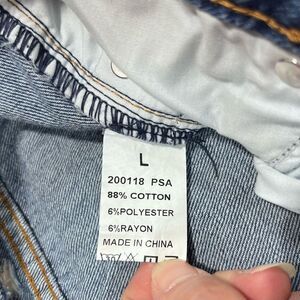 L
200118 PSA
88% COTTON
6%POLYESTER
6%RAYON
MADE IN CHINA